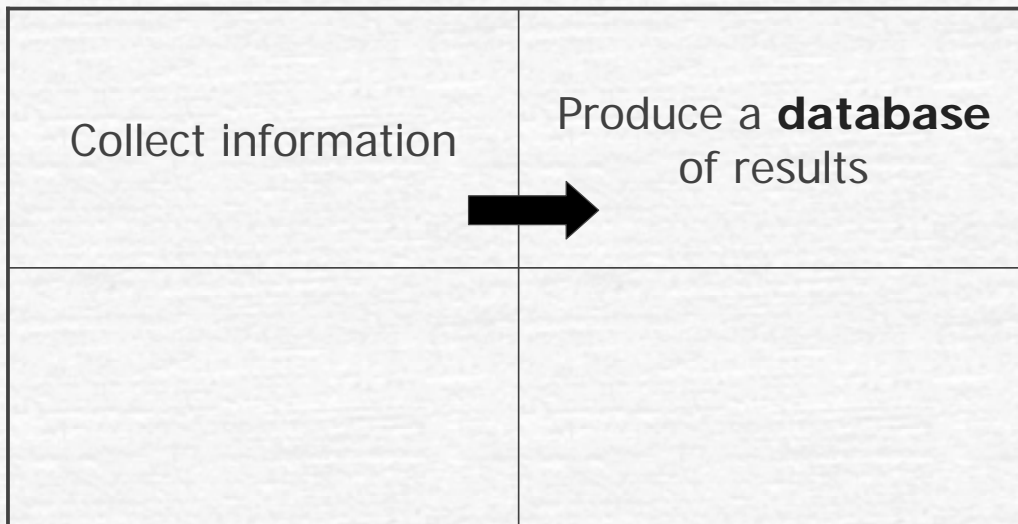 Collect information
Produce a database
of results